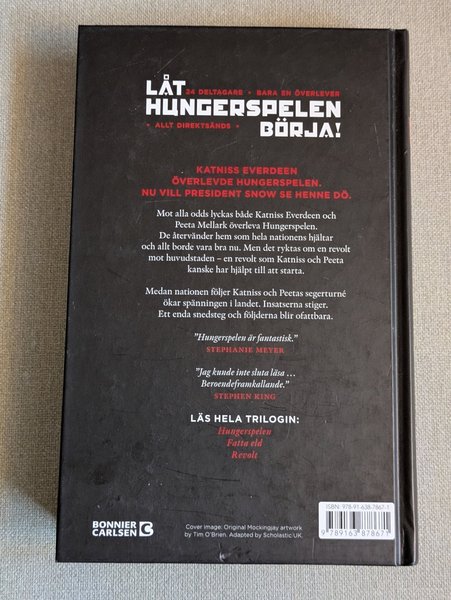 LÅT
24 DELTAGARE • BARA EN ÖVERLEVER
HUNGERSPELEN
• ALLT DIREKTSÄNDS •
BÖRJA!
KATNISS EVERDEEN
ÖVERLEVDE HUNGERSPELEN.
NU VILL PRESIDENT SNOW SE HENNE DÖ.
Mot alla odds lyckas både Katniss Everdeen och
Peeta Mellark överleva Hungerspelen.
De återvänder hem som hela nationens hjältar
och allt borde vara bra nu. Men det ryktas om en revolt
mot huvudstaden – en revolt som Katniss och Peeta
kanske har hjälpt till att starta.
Medan nationen följer Katniss och Peetas segerturné
ökar spänningen i landet. Insatserna stiger.
Ett enda snedsteg och följderna blir ofattbara.
”Hungerspelen är fantastisk.”
STEPHANIE MEYER
”Jag kunde inte sluta läsa ...
Beroendeframkallande.”
STEPHEN KING
LÄS HELA TRILOGIN:
Hungerspelen
Fatta eld
Revolt
ISBN: 978-91-638-7867-1
9 789163 878671
BONNIER
CARLSEN
Cover image: Original Mockingjay artwork
by Tim O’Brien. Adapted by Scholastic UK.